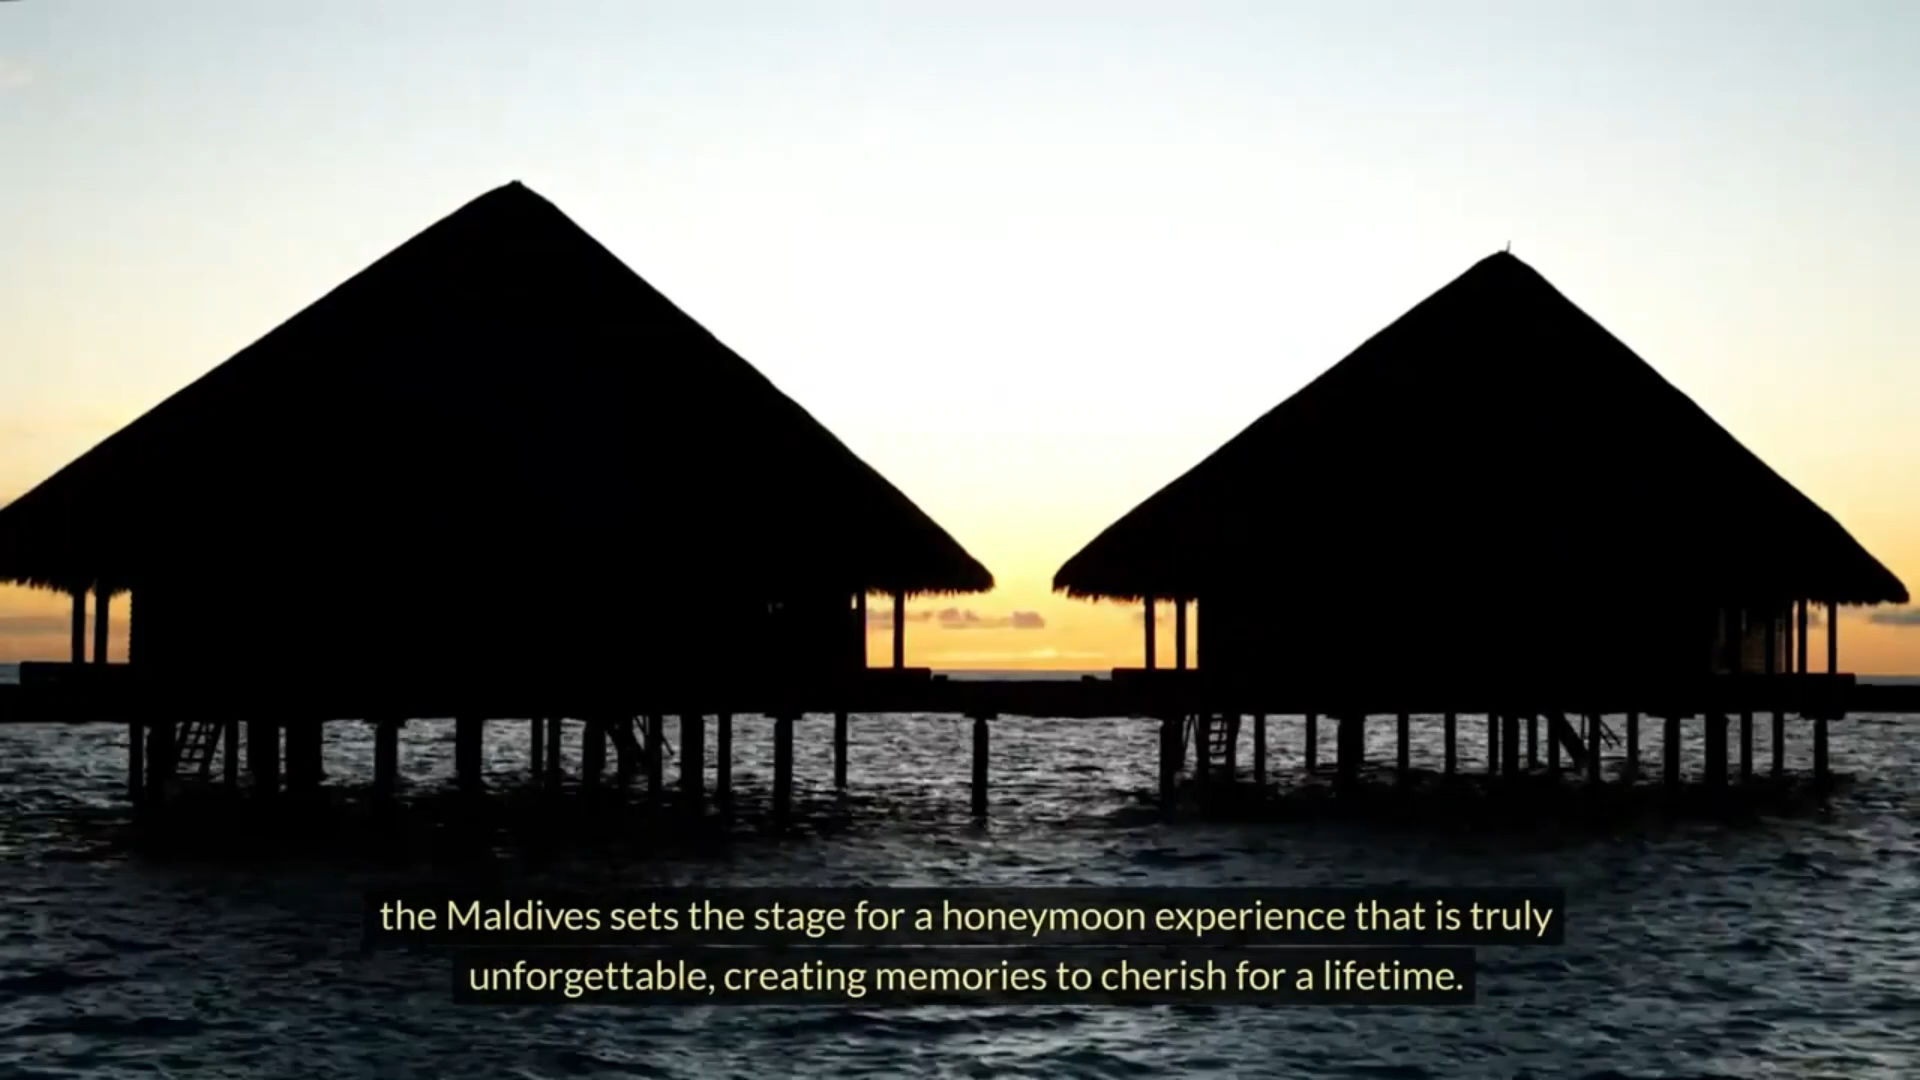 the Maldives sets the stage for a honeymoon experience that is truly
unforgettable, creating memories to cherish for a lifetime.